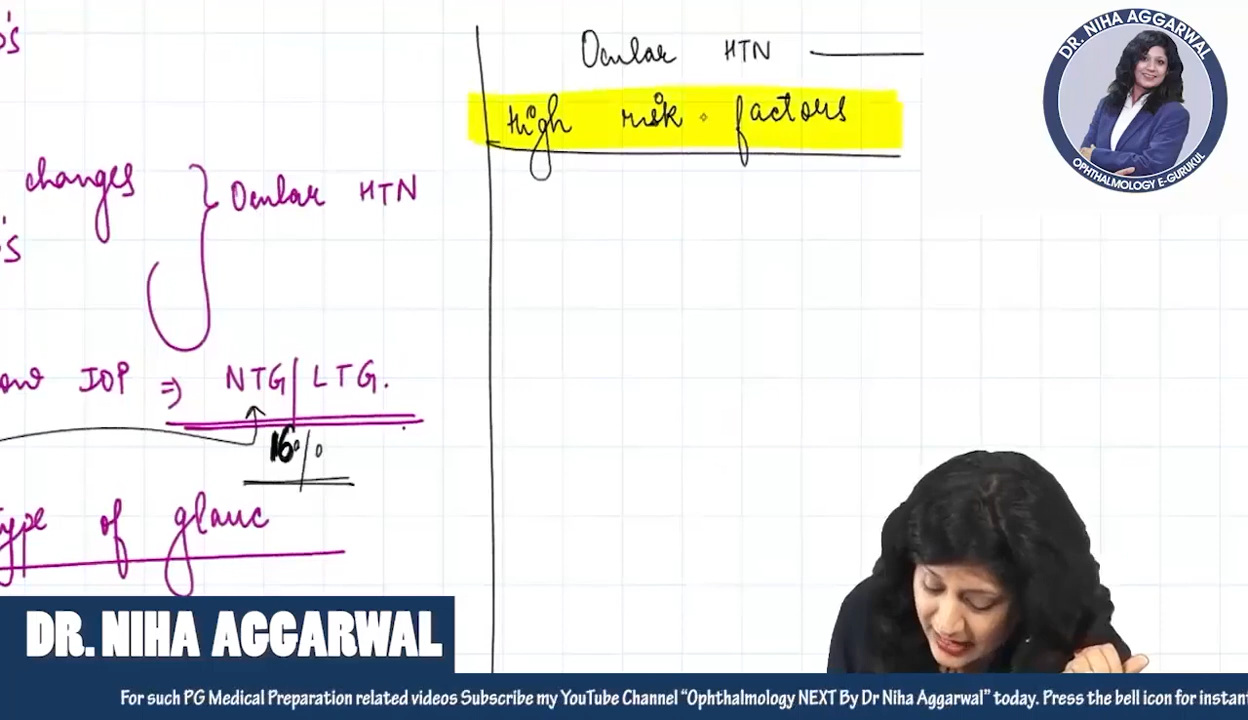 changes
Ocular HTN
IOP ⇒ NTG/LTG.
16%
type of glauc
Ocular HTN
High risk factors
DR. NIHA AGGARWAL
OPHTHALMOLOGY E-GURUKUL
DR. NIHA AGGARWAL
For such PG Medical Preparation related videos Subscribe my YouTube Channel “Ophthalmology NEXT By Dr Niha Aggarwal” today. Press the bell icon for instan